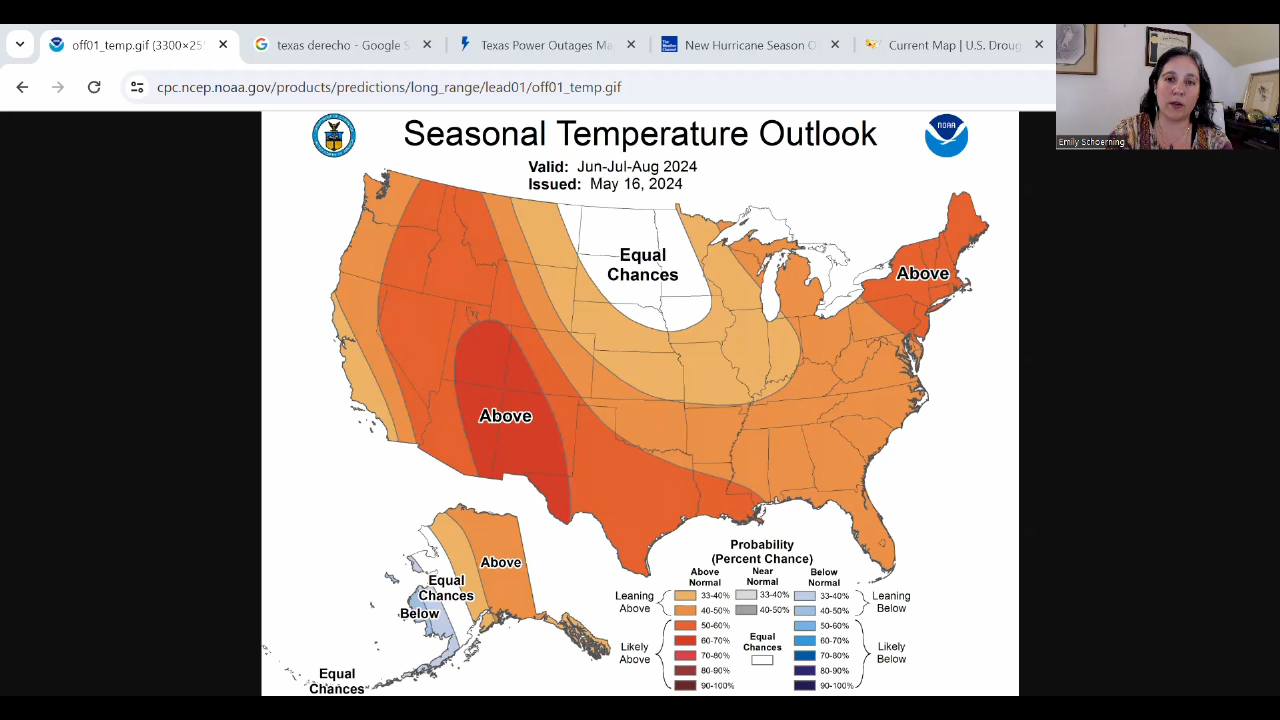 off01_temp.gif (3300×25
texas derecho - Google S
Texas Power Outages Ma
New Hurricane Season O
Current Map | U.S. Droug
cpc.ncep.noaa.gov/products/predictions/long_range/lead01/off01_temp.gif
Emily Schoerning
Seasonal Temperature Outlook
NOAA
Valid: Jun-Jul-Aug 2024
Issued: May 16, 2024
Equal
Chances
Above
Above
Above
Equal
Chances
Below
Equal
Chances
Probability
(Percent Chance)
Above
Normal
Near
Normal
Below
Normal
Leaning
Above
33-40%
40-50%
33-40%
40-50%
33-40%
40-50%
Leaning
Below
Likely
Above
50-60%
60-70%
70-80%
80-90%
90-100%
Equal
Chances
50-60%
60-70%
70-80%
80-90%
90-100%
Likely
Below